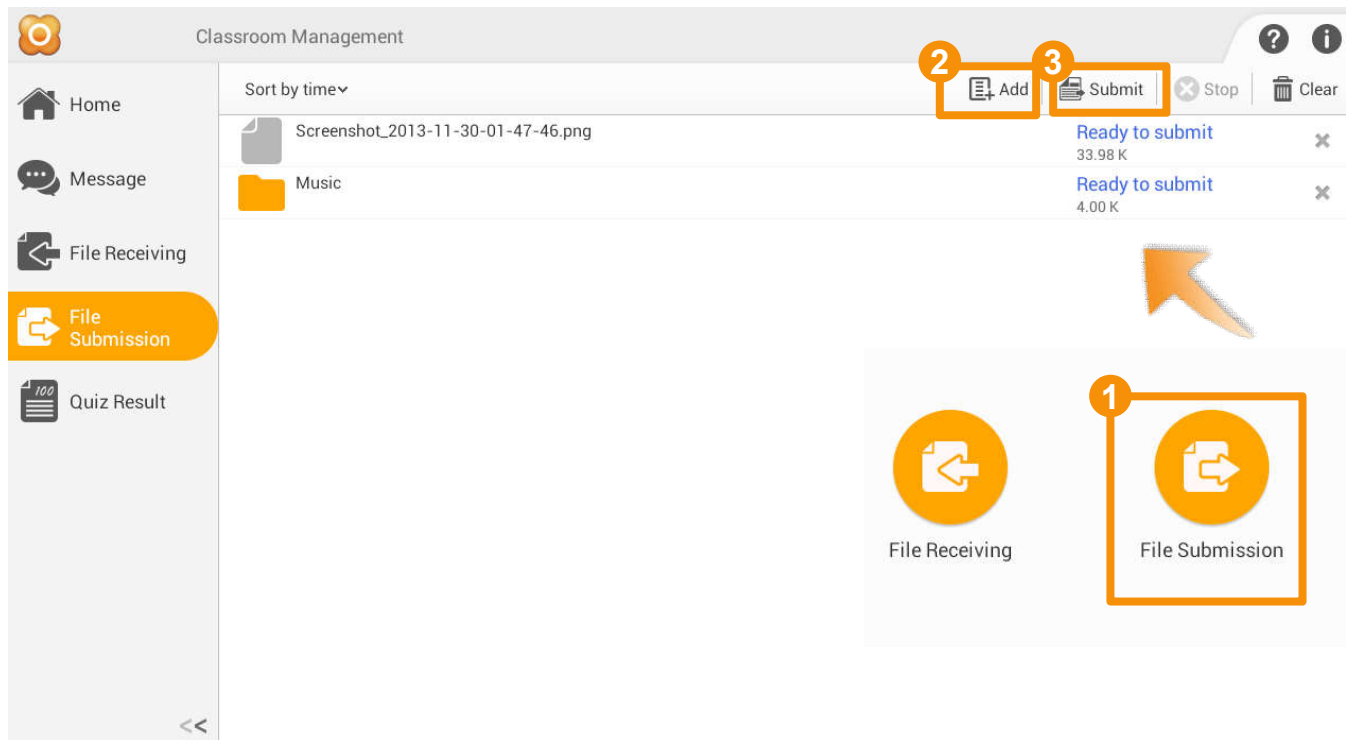 Classroom Management
Home
Message
File Receiving
File
Submission
100
Quiz Result
<<
Sort by time
2
Add
3
Submit
Stop
Clear
Screenshot_2013-11-30-01-47-46.png
Ready to submit
33.98 K
Music
Ready to submit
4.00 K
1
File Receiving
File Submission